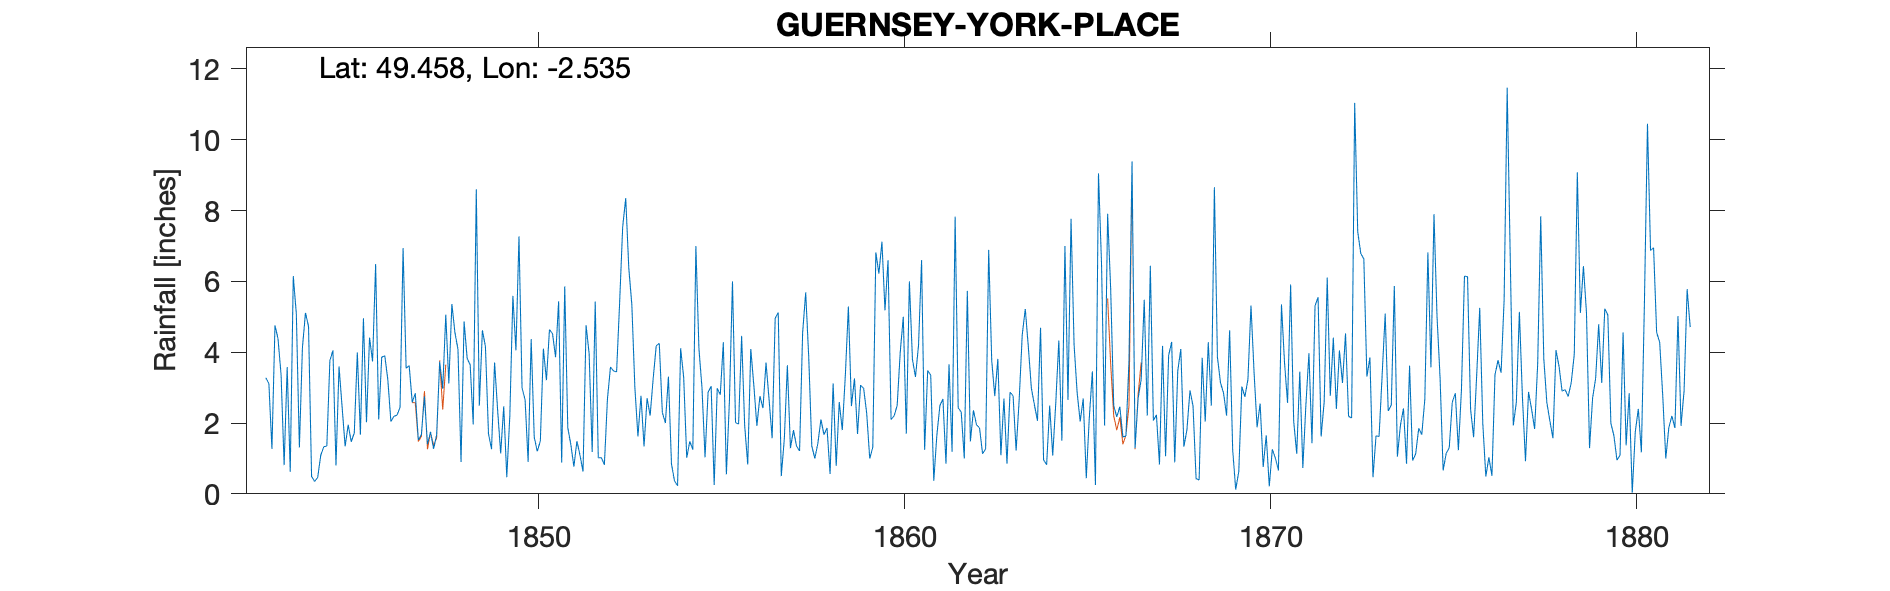 GUERNSEY-YORK-PLACE
Lat: 49.458, Lon: -2.535
12
10
8
6
4
2
0
Rainfall [inches]
1850 1860 1870 1880
Year